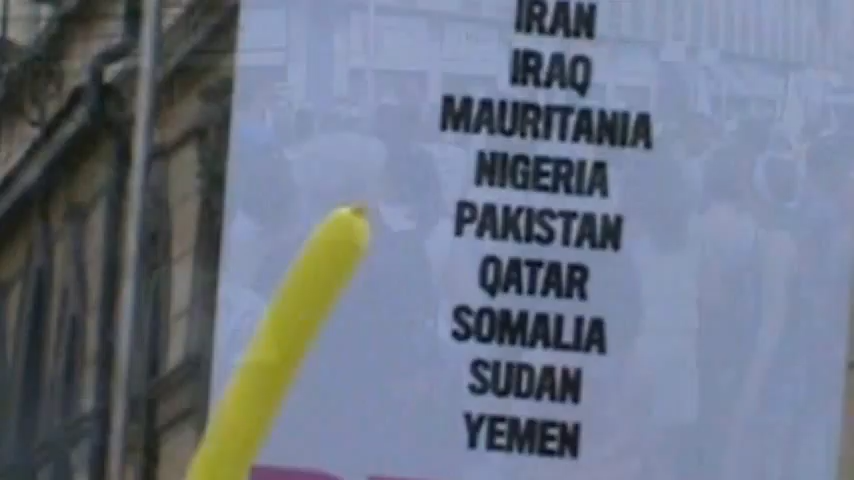 IRAN
IRAQ
MAURITANIA
NIGERIA
PAKISTAN
QATAR
SOMALIA
SUDAN
YEMEN